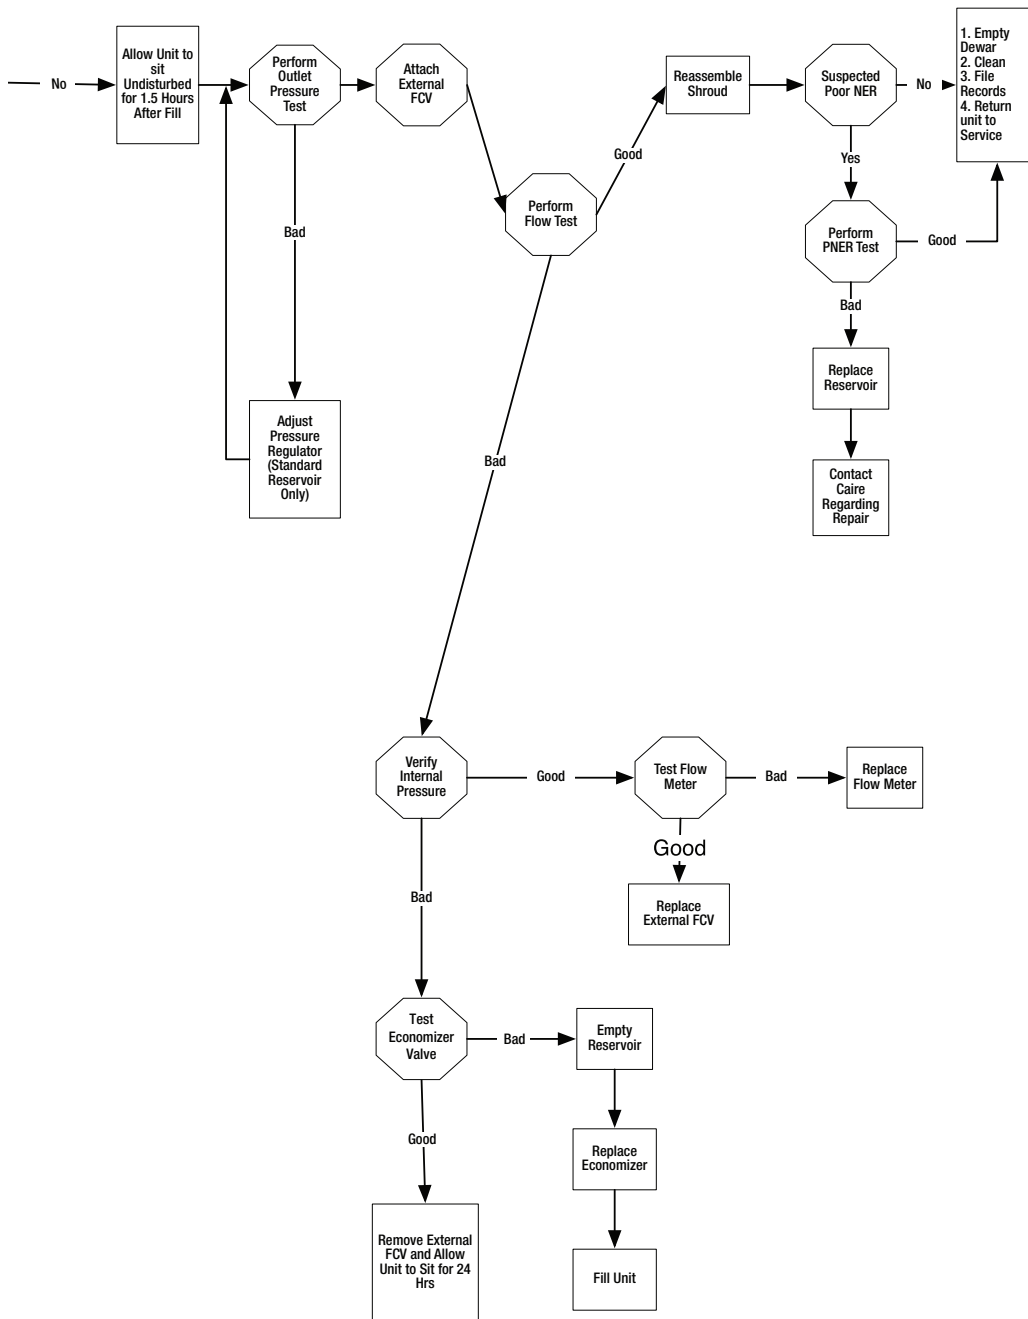 No
Allow Unit to
sit
Undisturbed
for 1.5 Hours
After Fill
Perform
Outlet
Pressure
Test
Attach
External
FCV
Good
Reassemble
Shroud
Suspected
Poor NER
No
1. Empty
Dewar
2. Clean
3. File
Records
4. Return
unit to
Service
Yes
Perform
Flow Test
Bad
Perform
PNER Test
Good
Bad
Replace
Reservoir
Adjust
Pressure
Regulator
(Standard
Reservoir
Only)
Bad
Contact
Caire
Regarding
Repair
Verify
Internal
Pressure
Good
Test Flow
Meter
Bad
Replace
Flow Meter
Good
Replace
External FCV
Bad
Test
Economizer
Valve
Bad
Empty
Reservoir
Good
Replace
Economizer
Remove External
FCV and Allow
Unit to Sit for 24
Hrs
Fill Unit